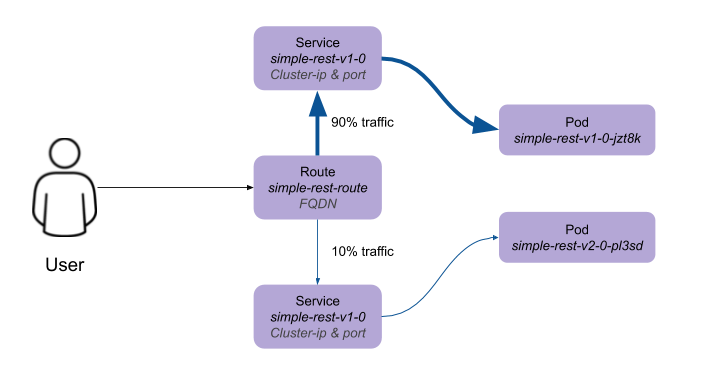 Service
simple-rest-v1-0
Cluster-ip & port
90% traffic
Pod
simple-rest-v1-0-jzt8k
Route
simple-rest-route
FQDN
User
10% traffic
Pod
simple-rest-v2-0-pl3sd
Service
simple-rest-v1-0
Cluster-ip & port